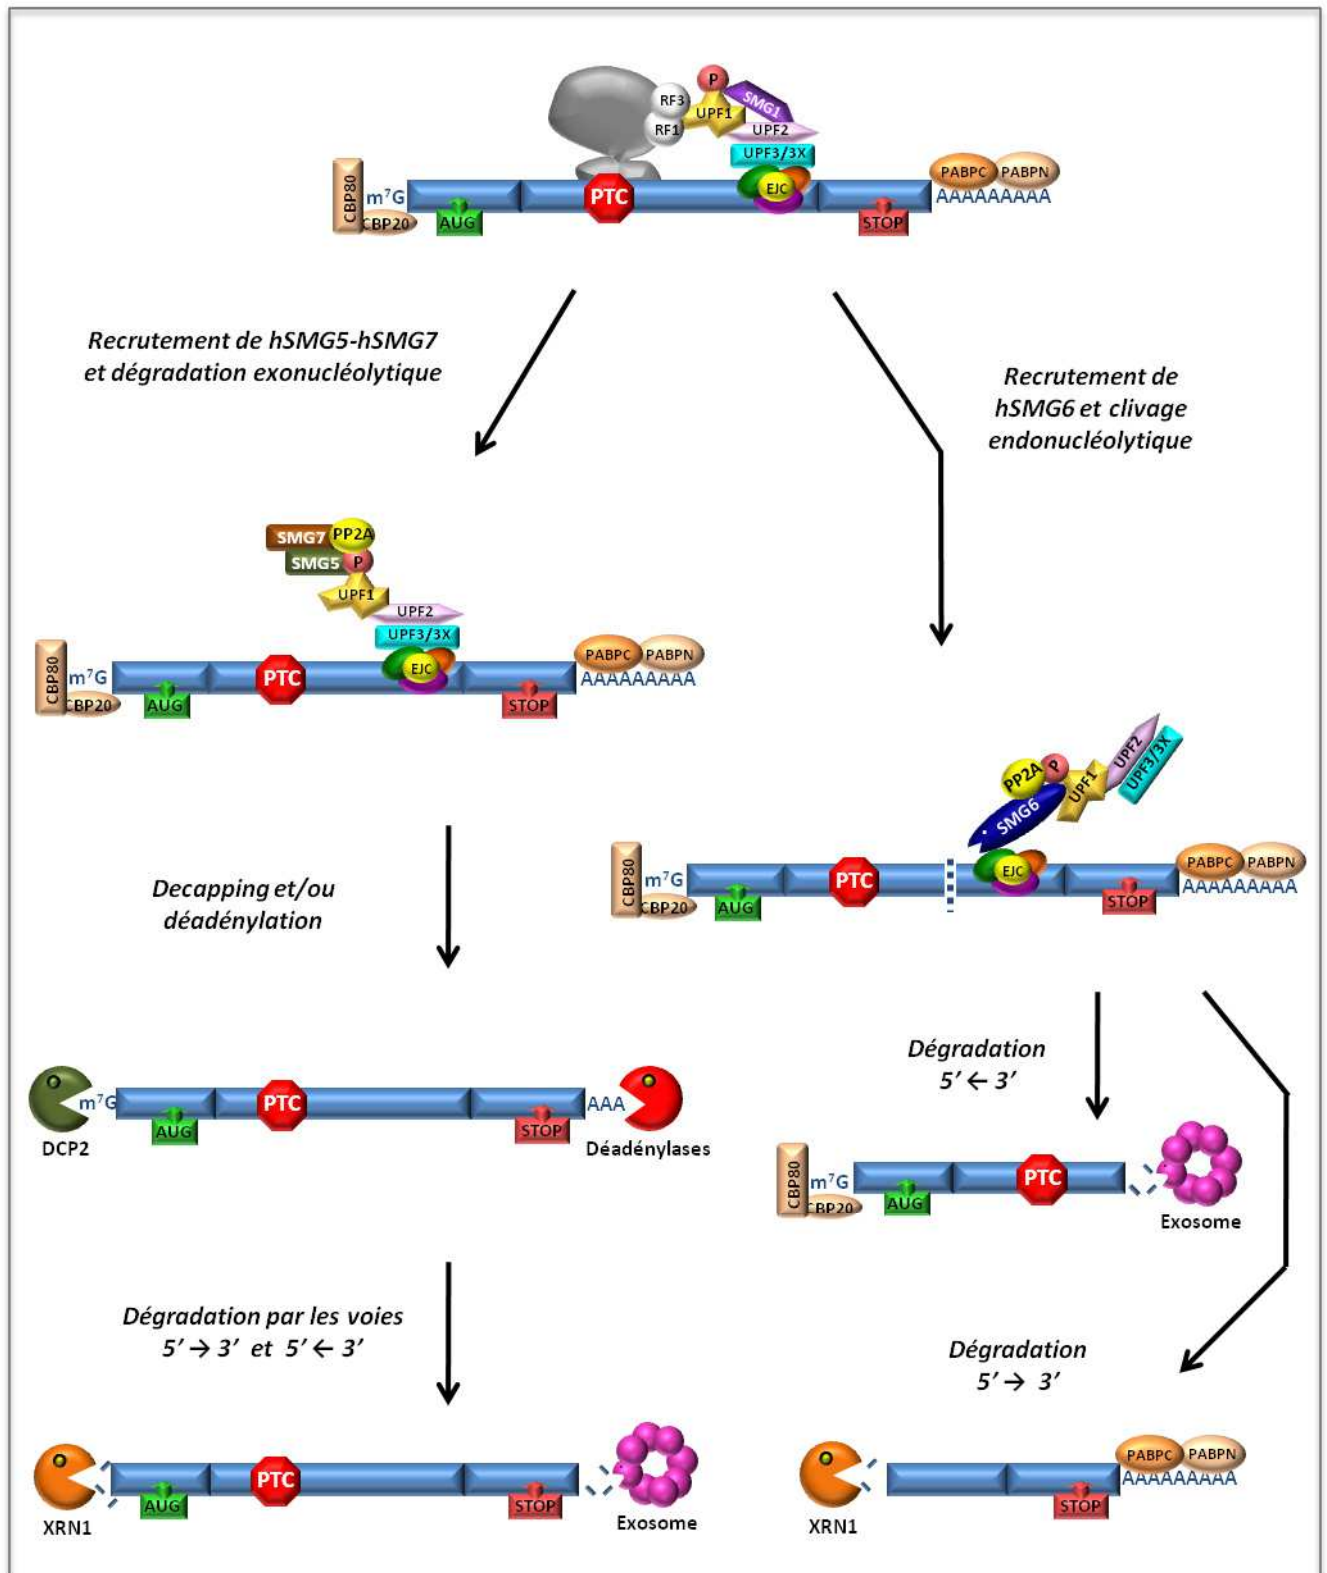 P
RF3
SMG1
UPF1
RF1
UPF2
UPF3/3X
CBP80
m⁷G
CBP20
AUG
PTC
EJC
STOP
PABPC
PABPN
AAAAAAAAA
Recrutement de hSMG5-hSMG7
et dégradation exonucléolytique
Recrutement de
hSMG6 et clivage
endonucléolytique
SMG7
PP2A
SMG5
P
UPF1
UPF2
UPF3/3X
CBP80
m⁷G
CBP20
AUG
PTC
EJC
STOP
PABPC
PABPN
AAAAAAAAA
PP2A
P
UPF1
UPF2
UPF3/3X
SMG6
CBP80
m⁷G
CBP20
AUG
PTC
EJC
STOP
PABPC
PABPN
AAAAAAAAA
Decapping et/ou
déadénylation
DCP2
m⁷G
AUG
PTC
STOP
AAA
Déadénylases
Dégradation
5’ ← 3’
CBP80
m⁷G
CBP20
AUG
PTC
Exosome
Dégradation par les voies
5’ → 3’ et 5’ ← 3’
XRN1
AUG
PTC
STOP
Exosome
Dégradation
5’ → 3’
XRN1
STOP
PABPC
PABPN
AAAAAAAAA